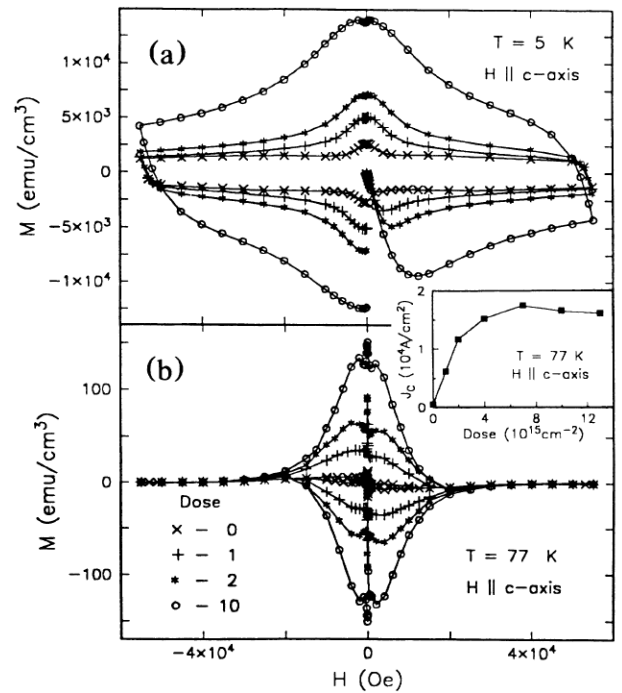 (a)
T = 5 K
H || c-axis
1×10⁴
5×10³
0
-5×10³
-1×10⁴
M (emu/cm³)
2
1
0
J_C (10⁴A/cm²)
T = 77 K
H || c-axis
0 4 8 12
Dose (10¹⁵cm⁻²)
(b)
100
0
-100
M (emu/cm³)
Dose
× – 0
+ – 1
* – 2
o – 10
T = 77 K
H || c-axis
-4×10⁴ 0 4×10⁴
H (Oe)